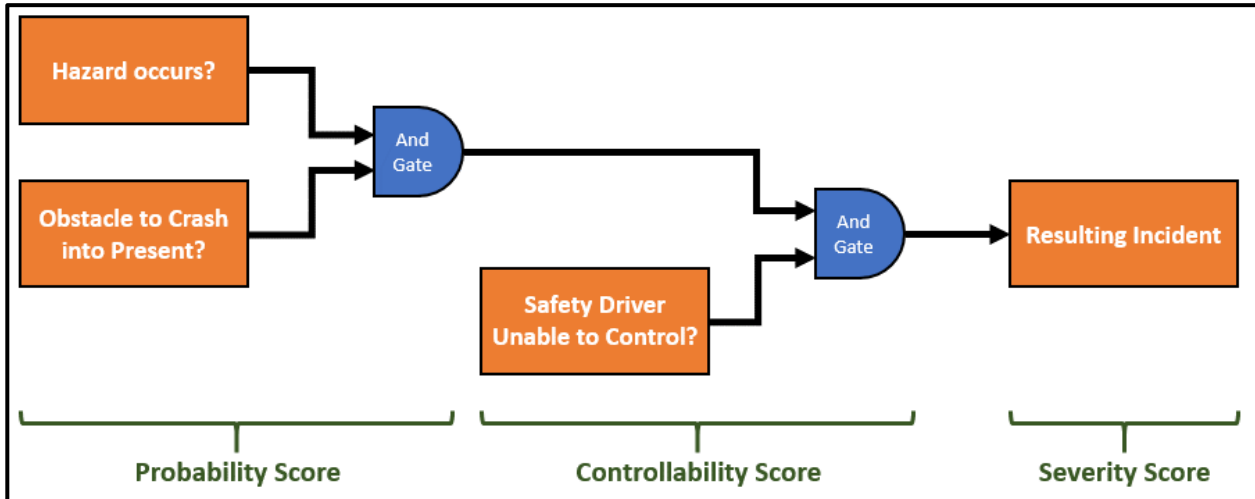 Hazard occurs?
And
Gate
Obstacle to Crash
into Present?
And
Gate
Resulting Incident
Safety Driver
Unable to Control?
Probability Score
Controllability Score
Severity Score